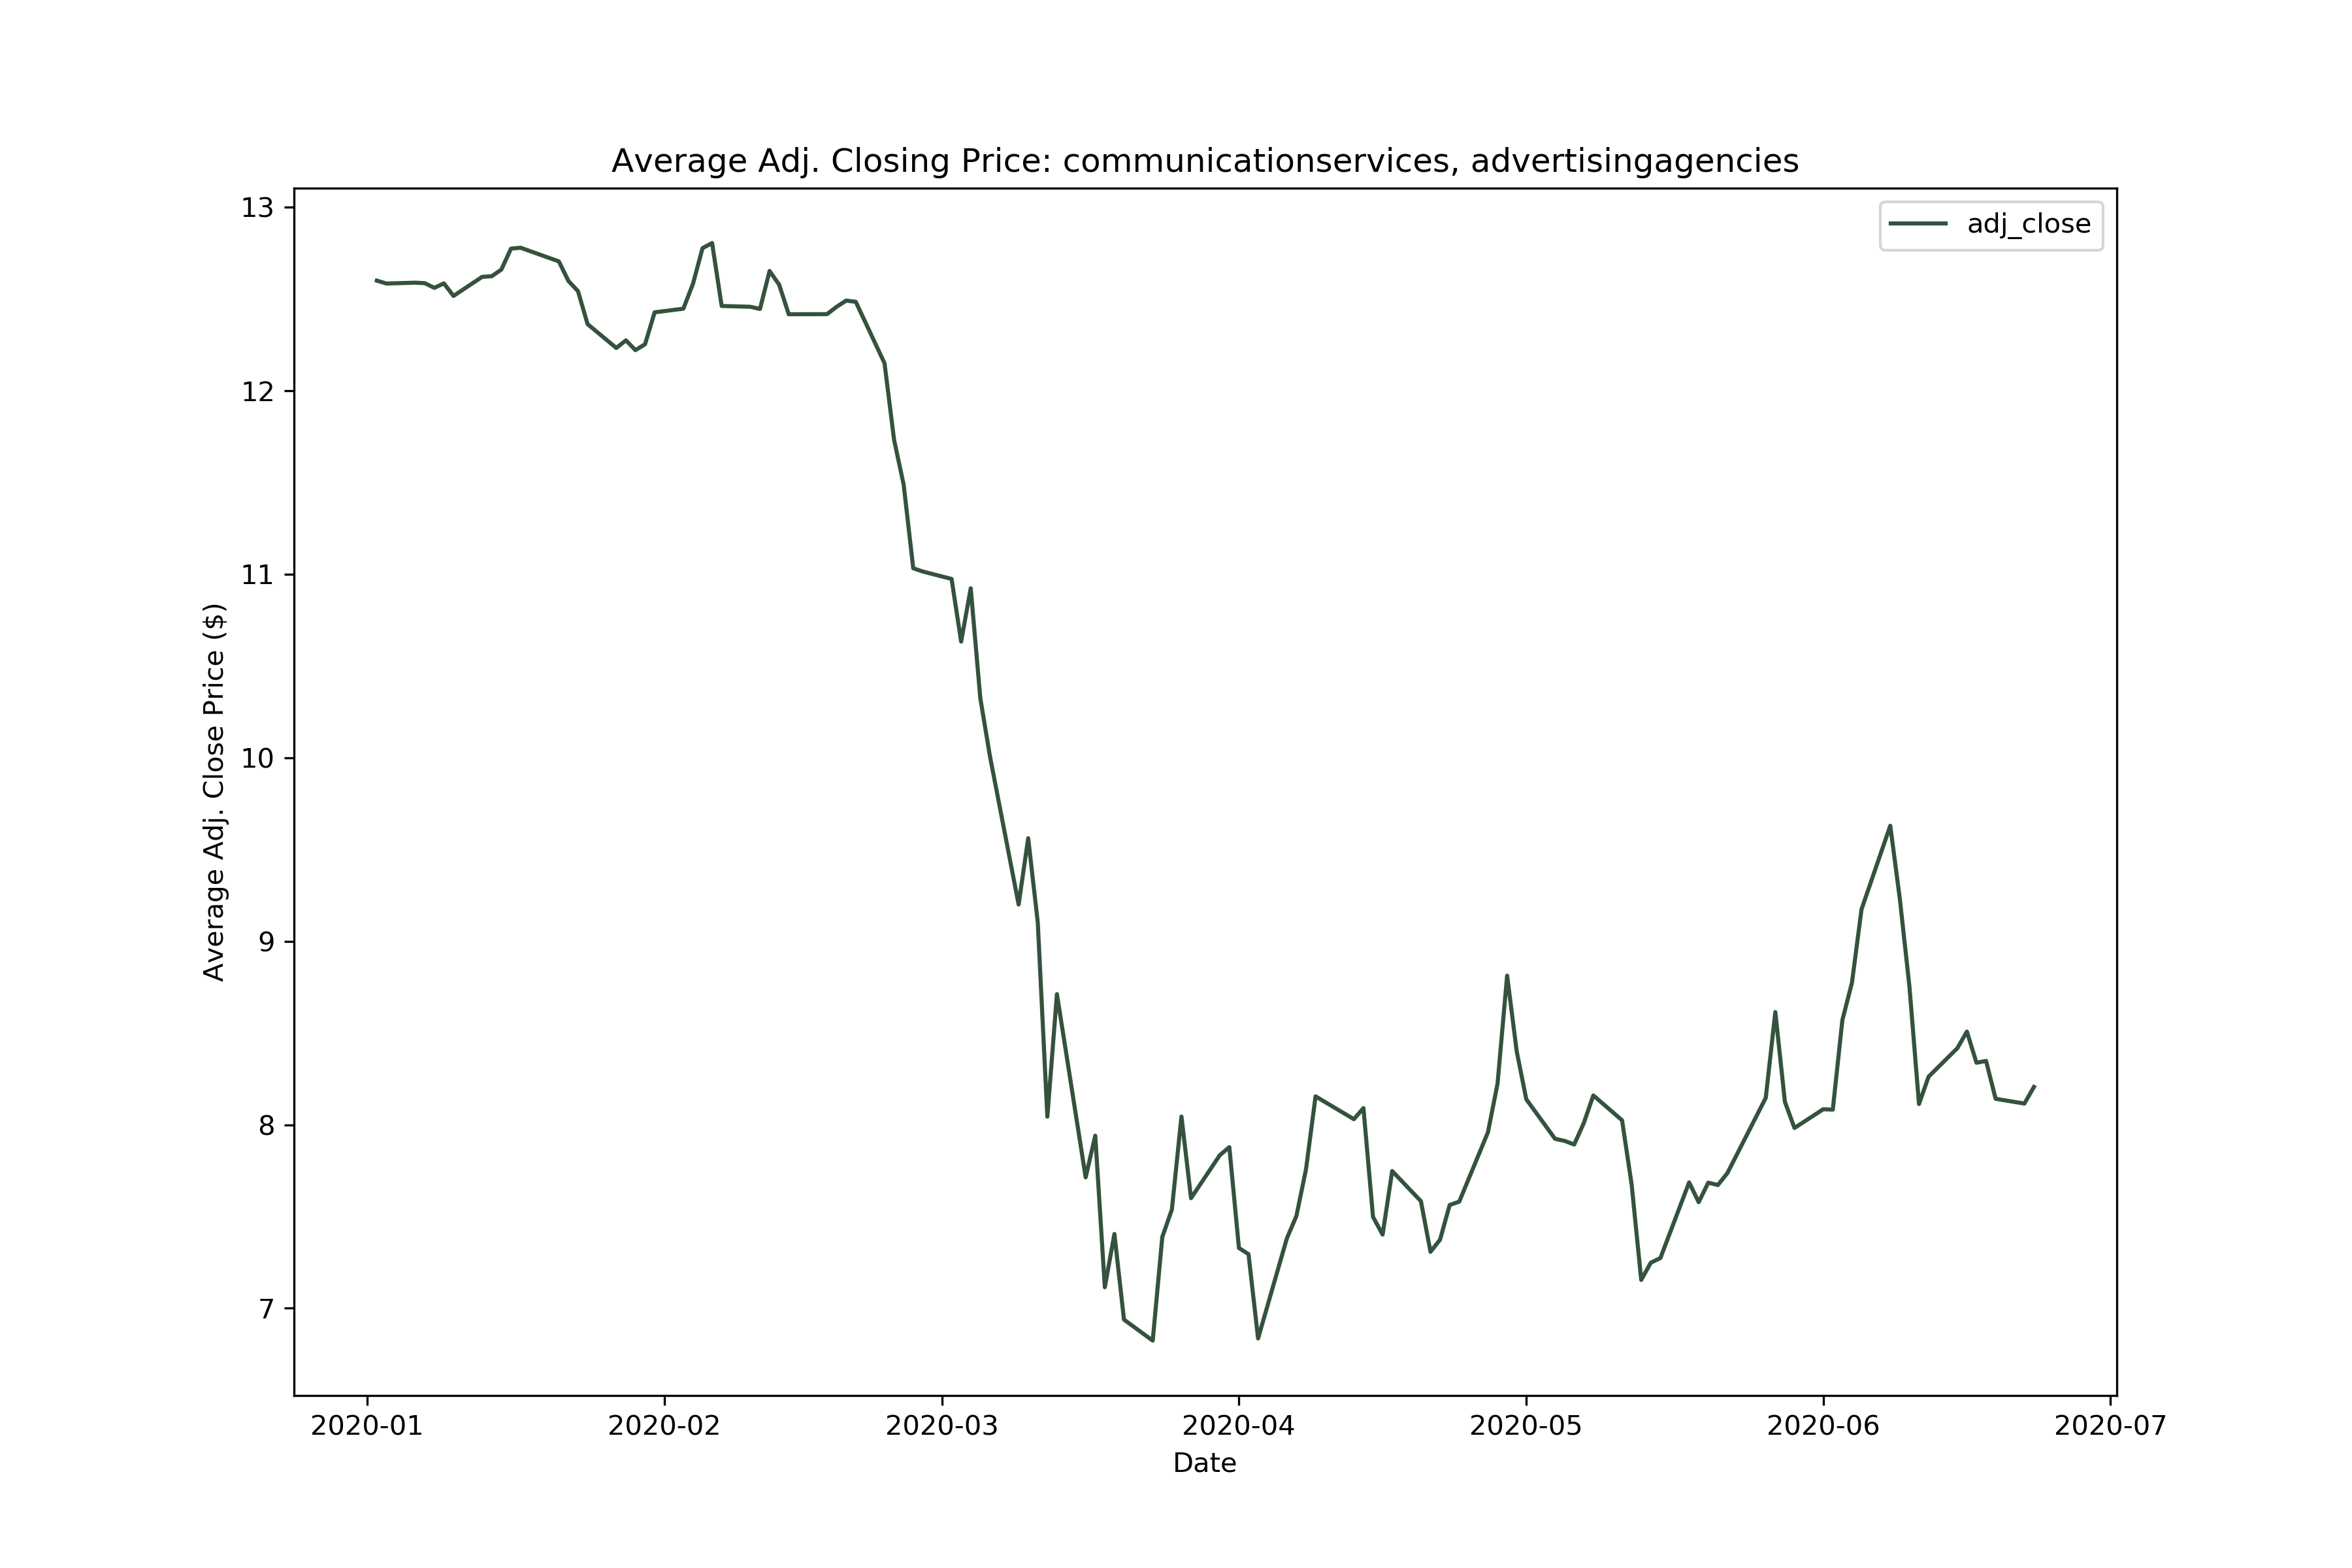 Average Adj. Closing Price: communicationservices, advertisingagencies
adj_close
13
12
11
10
9
8
7
Average Adj. Close Price ($)
2020-01 2020-02 2020-03 2020-04 2020-05 2020-06 2020-07
Date